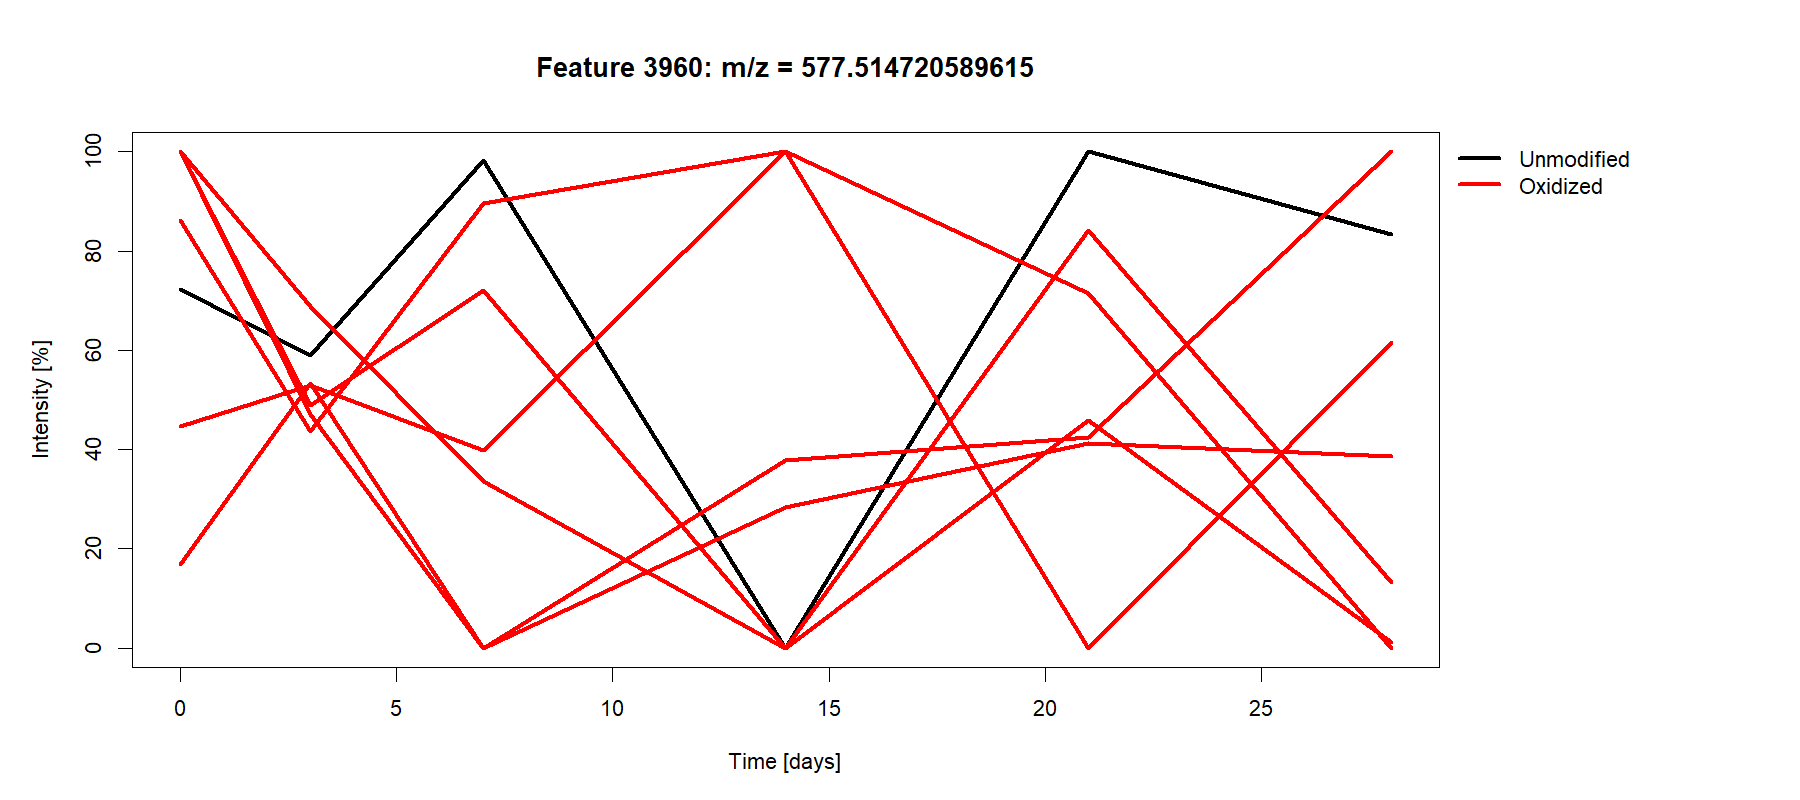 Feature 3960: m/z = 577.514720589615
Unmodified
Oxidized
Intensity [%]
100
80
60
40
20
0
0 5 10 15 20 25
Time [days]